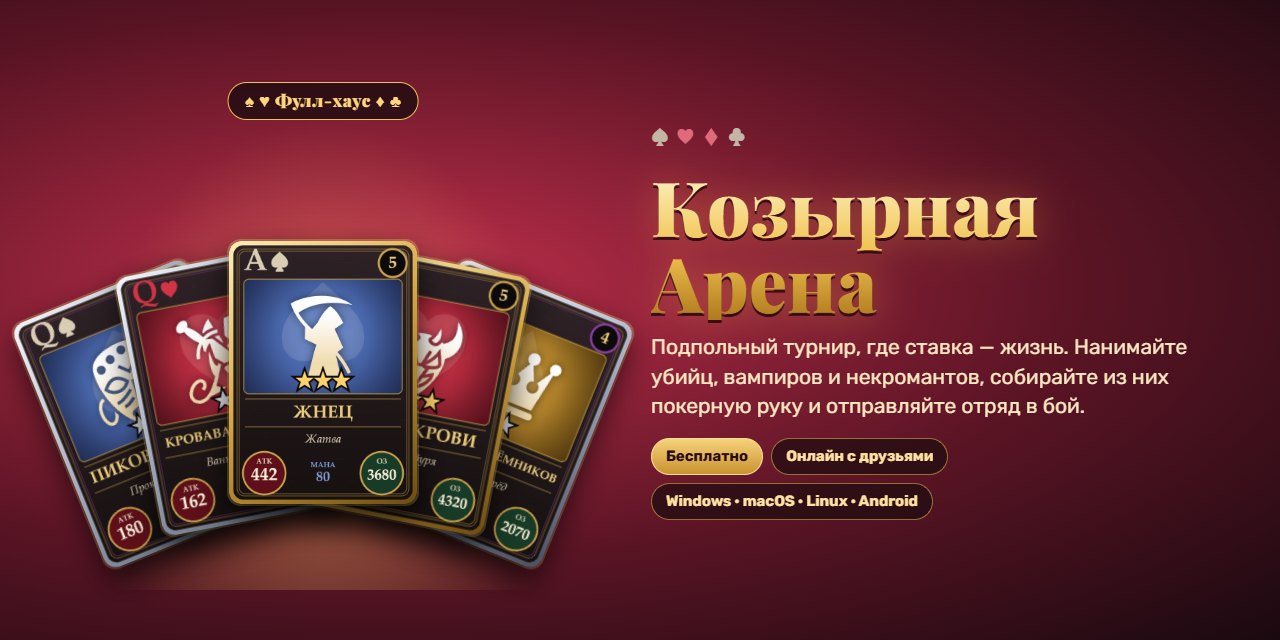 ♠ ♥ Фулл-хаус ♦ ♣
Козырная
Арена
Подпольный турнир, где ставка — жизнь. Нанимайте
убийц, вампиров и некромантов, собирайте из них
покерную руку и отправляйте отряд в бой.
Бесплатно
Онлайн с друзьями
Windows • macOS • Linux • Android
Q
АТК
180
Q
АТК
162
A
5
ЖНЕЦ
Жатва
АТК
442
МАНА
80
ОЗ
3680
5
КРОВИ
ОЗ
4320
4
ОЗ
2070